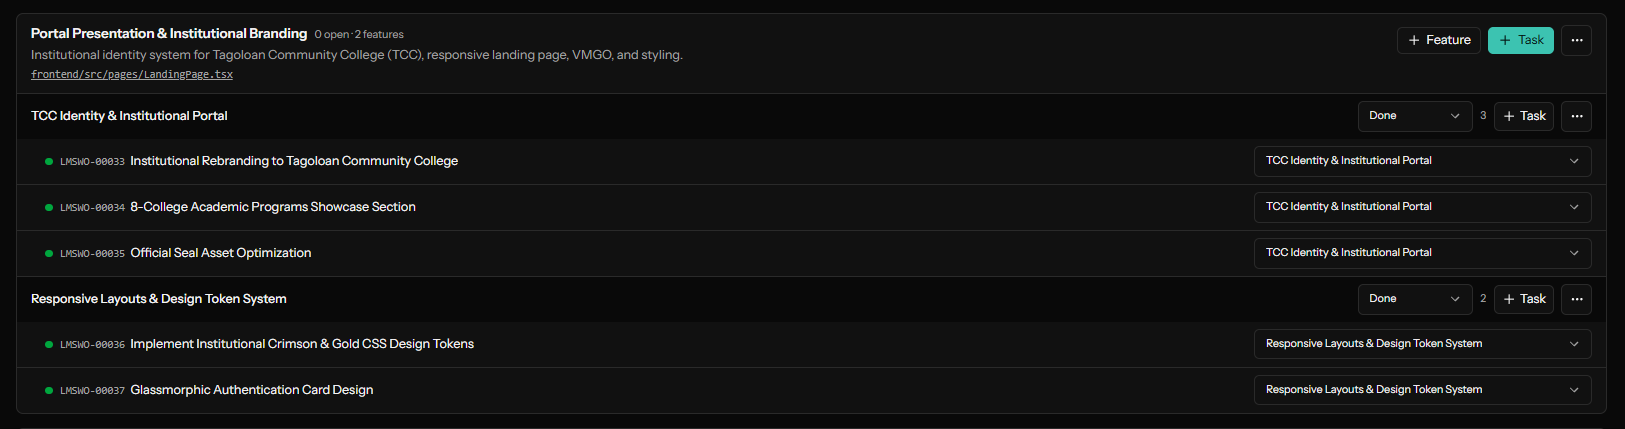 Portal Presentation & Institutional Branding 0 open · 2 features
+ Feature
+ Task
Institutional identity system for Tagoloan Community College (TCC), responsive landing page, VMGO, and styling.
frontend/src/pages/LandingPage.tsx
TCC Identity & Institutional Portal
Done
3
+ Task
LMSWO-00033 Institutional Rebranding to Tagoloan Community College
TCC Identity & Institutional Portal
LMSWO-00034 8-College Academic Programs Showcase Section
TCC Identity & Institutional Portal
LMSWO-00035 Official Seal Asset Optimization
TCC Identity & Institutional Portal
Responsive Layouts & Design Token System
Done
2
+ Task
LMSWO-00036 Implement Institutional Crimson & Gold CSS Design Tokens
Responsive Layouts & Design Token System
LMSWO-00037 Glassmorphic Authentication Card Design
Responsive Layouts & Design Token System